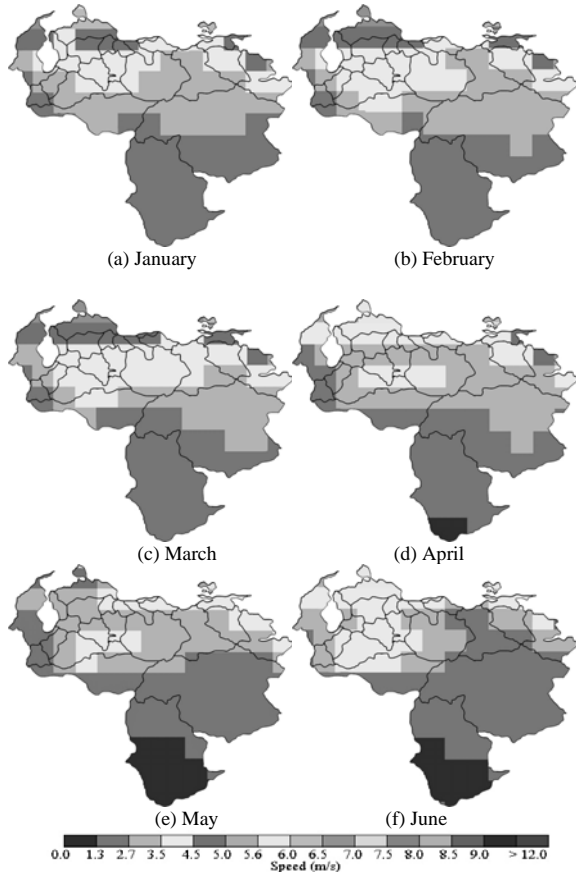 (a) January
(b) February
(c) March
(d) April
(e) May
(f) June
0.0 1.3 2.7 3.5 4.5 5.0 5.6 6.0 6.5 7.0 7.5 8.0 8.5 9.0 > 12.0
Speed (m/s)